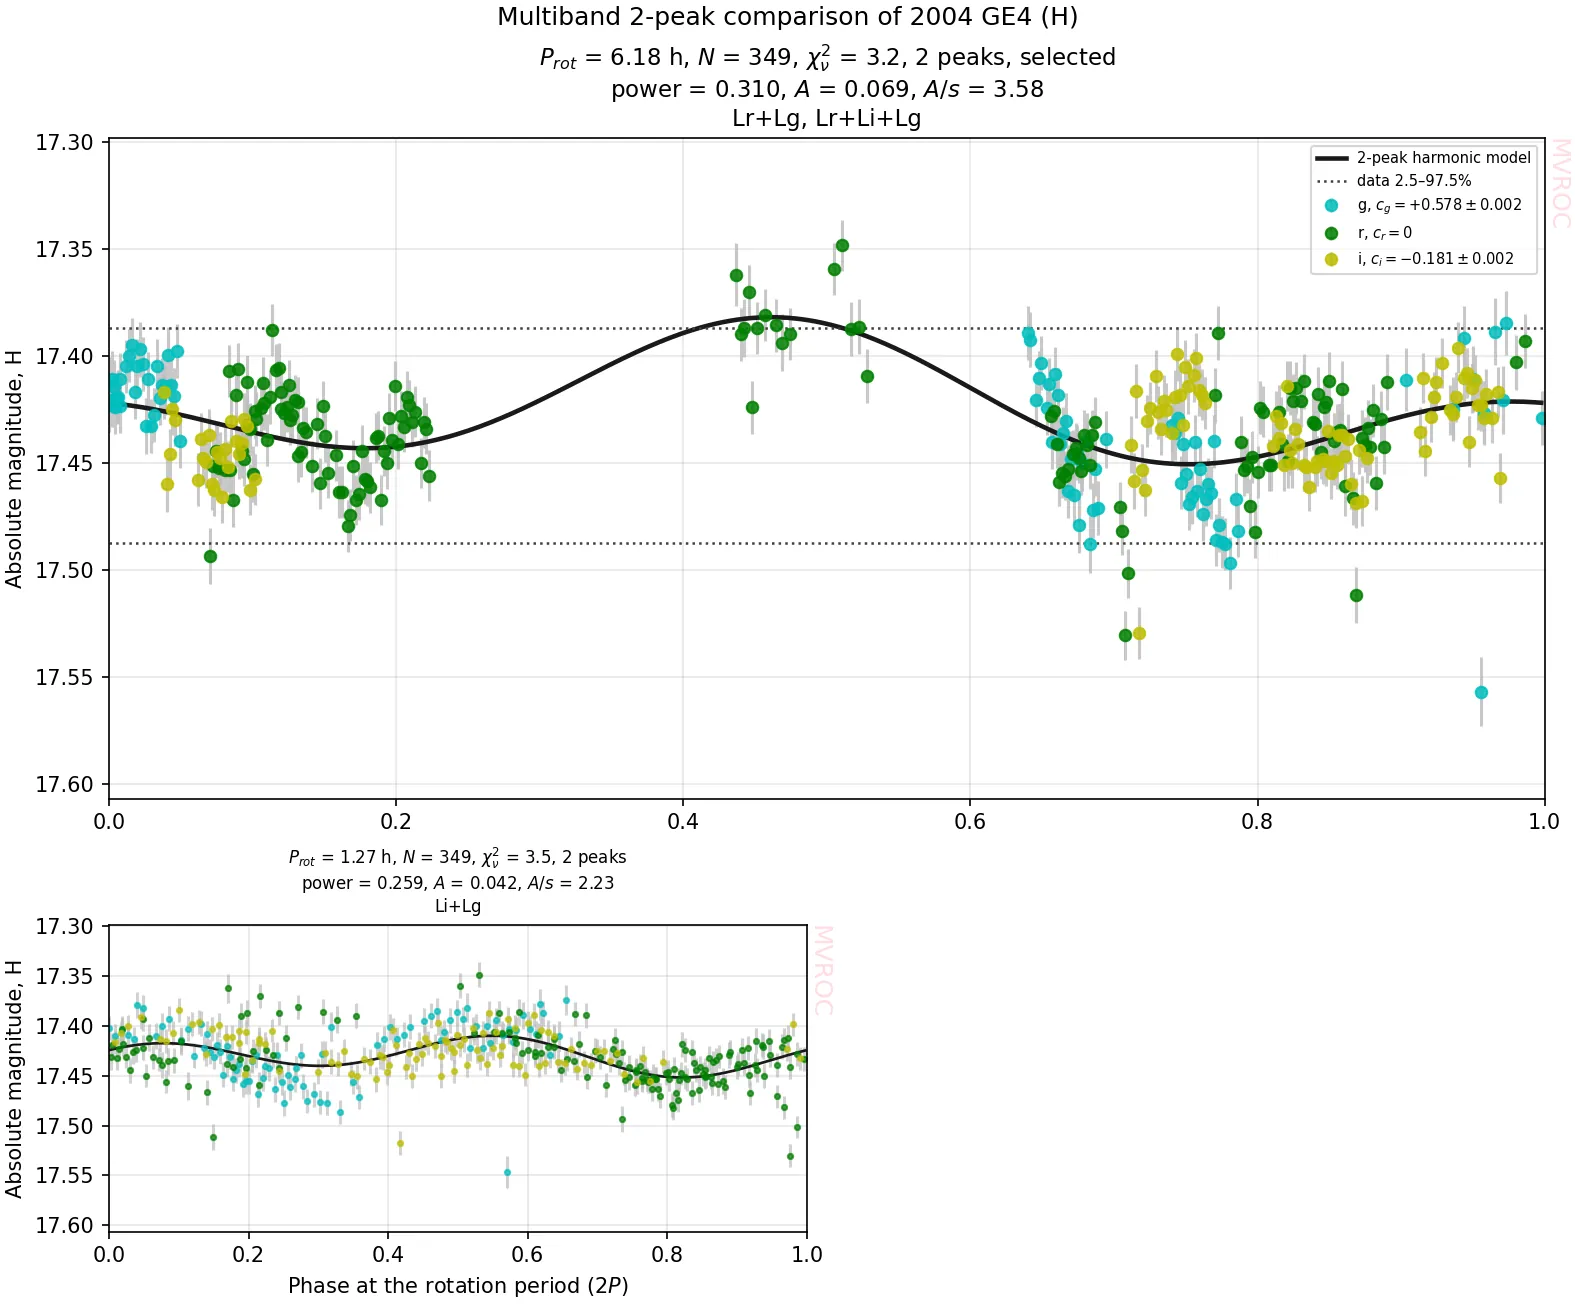 Multiband 2-peak comparison of 2004 GE4 (H)
P_rot = 6.18 h, N = 349, χ²_ν = 3.2, 2 peaks, selected
power = 0.310, A = 0.069, A/s = 3.58
Lr+Lg, Lr+Li+Lg
17.30
17.35
17.40
17.45
17.50
17.55
17.60
Absolute magnitude, H
2-peak harmonic model
data 2.5–97.5%
g, c_g = +0.578 ± 0.002
r, c_r = 0
i, c_i = −0.181 ± 0.002
MVROC
0.0 0.2 0.4 0.6 0.8 1.0
P_rot = 1.27 h, N = 349, χ²_ν = 3.5, 2 peaks
power = 0.259, A = 0.042, A/s = 2.23
Li+Lg
17.30
17.35
17.40
17.45
17.50
17.55
17.60
Absolute magnitude, H
MVROC
0.0 0.2 0.4 0.6 0.8 1.0
Phase at the rotation period (2P)